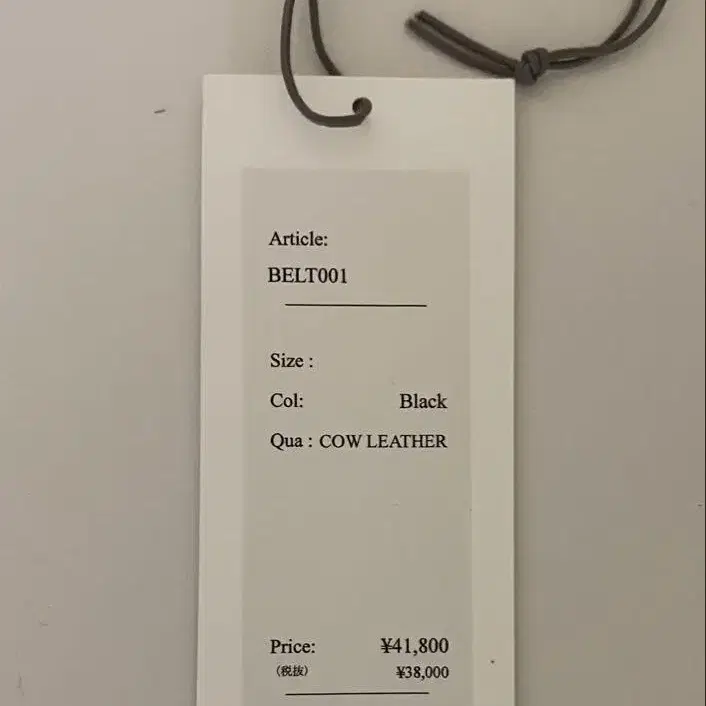 Article:
BELT001
Size :
Col: Black
Qua : COW LEATHER
Price: ¥41,800
(税抜) ¥38,000